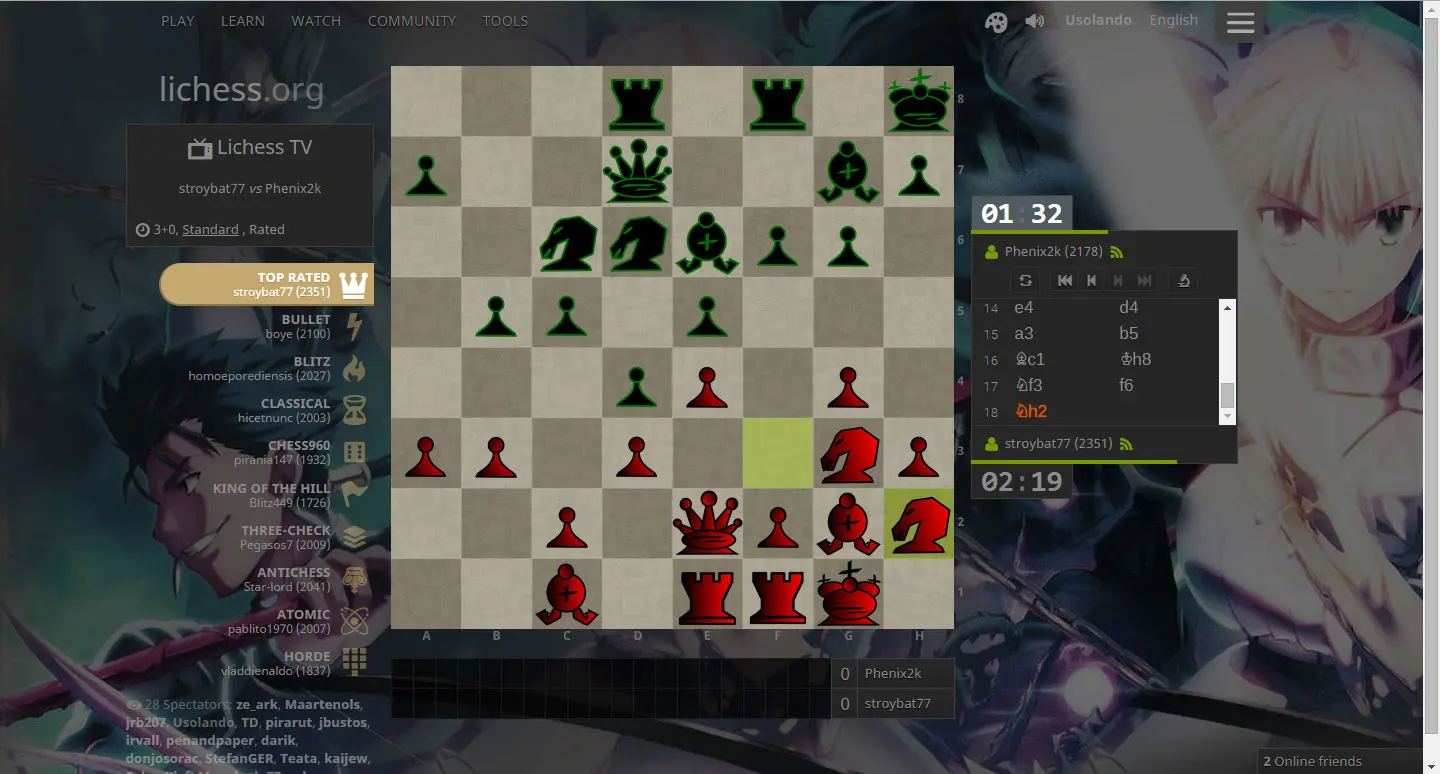 PLAY LEARN WATCH COMMUNITY TOOLS
Usolando English
lichess.org
Lichess TV
stroybat77 vs Phenix2k
3+0, Standard , Rated
TOP RATED
stroybat77 (2351)
BULLET
boye (2100)
BLITZ
homoeporediensis (2027)
CLASSICAL
hicetnunc (2003)
CHESS960
pirania147 (1932)
KING OF THE HILL
Blitz449 (1726)
THREE-CHECK
Pegasos7 (2009)
ANTICHESS
Star-lord (2041)
ATOMIC
pablito1970 (2007)
HORDE
vladdienaldo (1837)
28 Spectators: ze_ark, Maartenols,
jrb207, Usolando, TD, pirarut, jbustos,
irvall, penandpaper, darik,
donjosorac, StefanGER, Teata, kaijew,
8
7
6
5
4
3
2
1
A B C D E F G H
01:32
Phenix2k (2178)
14 e4 d4
15 a3 b5
16 ♗c1 ♔h8
17 ♘f3 f6
18 ♘h2
stroybat77 (2351)
02:19
0 Phenix2k
0 stroybat77
2 Online friends